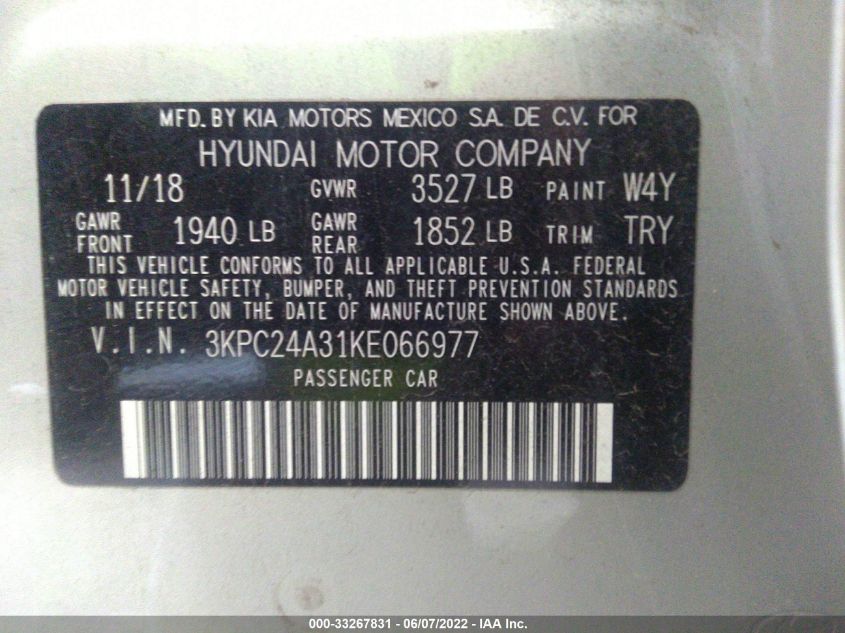 MFD. BY KIA MOTORS MEXICO S.A. DE C.V. FOR
HYUNDAI MOTOR COMPANY
11/18 GVWR 3527 LB PAINT W4Y
GAWR FRONT 1940 LB GAWR REAR 1852 LB TRIM TRY
THIS VEHICLE CONFORMS TO ALL APPLICABLE U.S.A. FEDERAL
MOTOR VEHICLE SAFETY, BUMPER, AND THEFT PREVENTION STANDARDS
IN EFFECT ON THE DATE OF MANUFACTURE SHOWN ABOVE.
V.I.N. 3KPC24A31KE066977
PASSENGER CAR
000-33267831 - 06/07/2022 - IAA Inc.